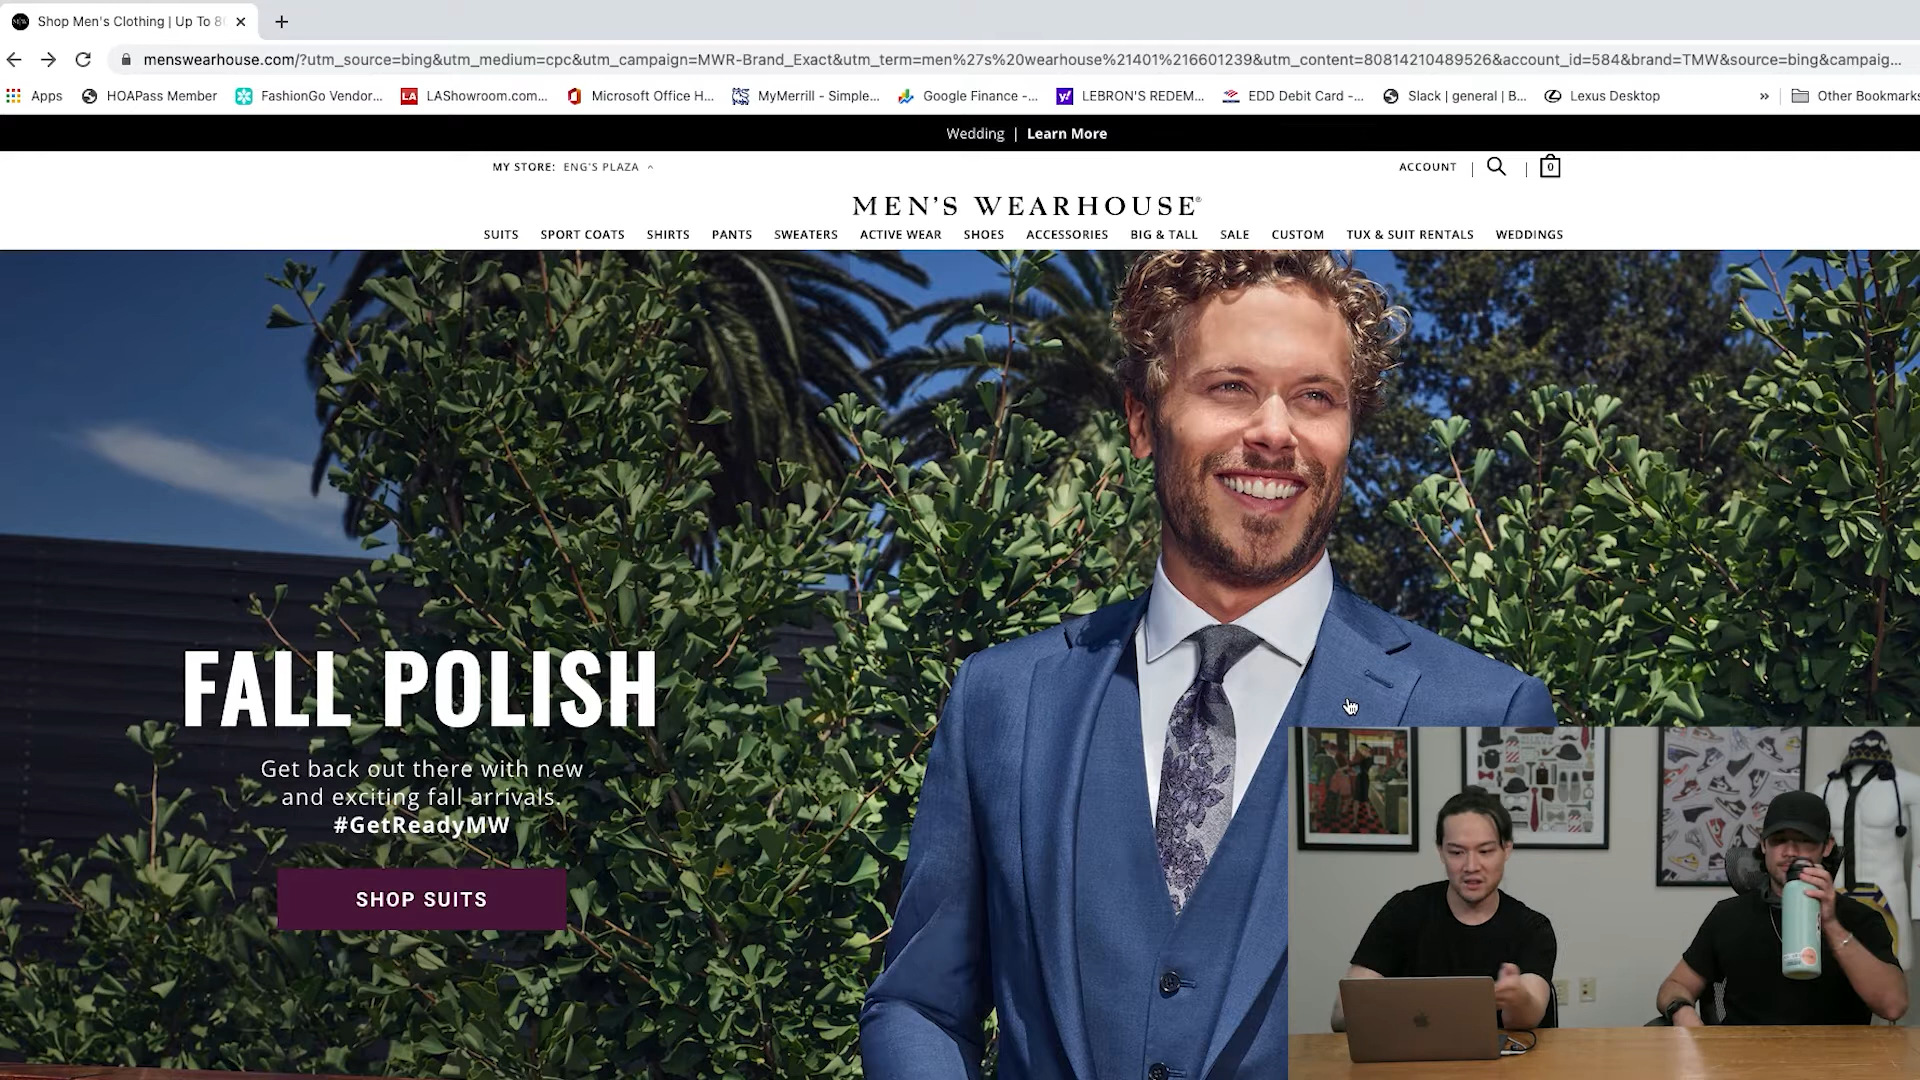 Shop Men's Clothing | Up To 8
menswearhouse.com/?utm_source=bing&utm_medium=cpc&utm_campaign=MWR-Brand_Exact&utm_term=men%27s%20wearhouse%21401%216601239&utm_content=80814210489526&account_id=584&brand=TMW&source=bing&campaig...
Apps HOAPass Member FashionGo Vendor... LAShowroom.com... Microsoft Office H... MyMerrill - Simple... Google Finance -... LEBRON'S REDEM... EDD Debit Card -... Slack | general | B... Lexus Desktop » Other Bookmarks
Wedding | Learn More
MY STORE: ENG'S PLAZA ACCOUNT | | 0
MEN'S WEARHOUSE®
SUITS SPORT COATS SHIRTS PANTS SWEATERS ACTIVE WEAR SHOES ACCESSORIES BIG & TALL SALE CUSTOM TUX & SUIT RENTALS WEDDINGS
FALL POLISH
Get back out there with new
and exciting fall arrivals.
#GetReadyMW
SHOP SUITS